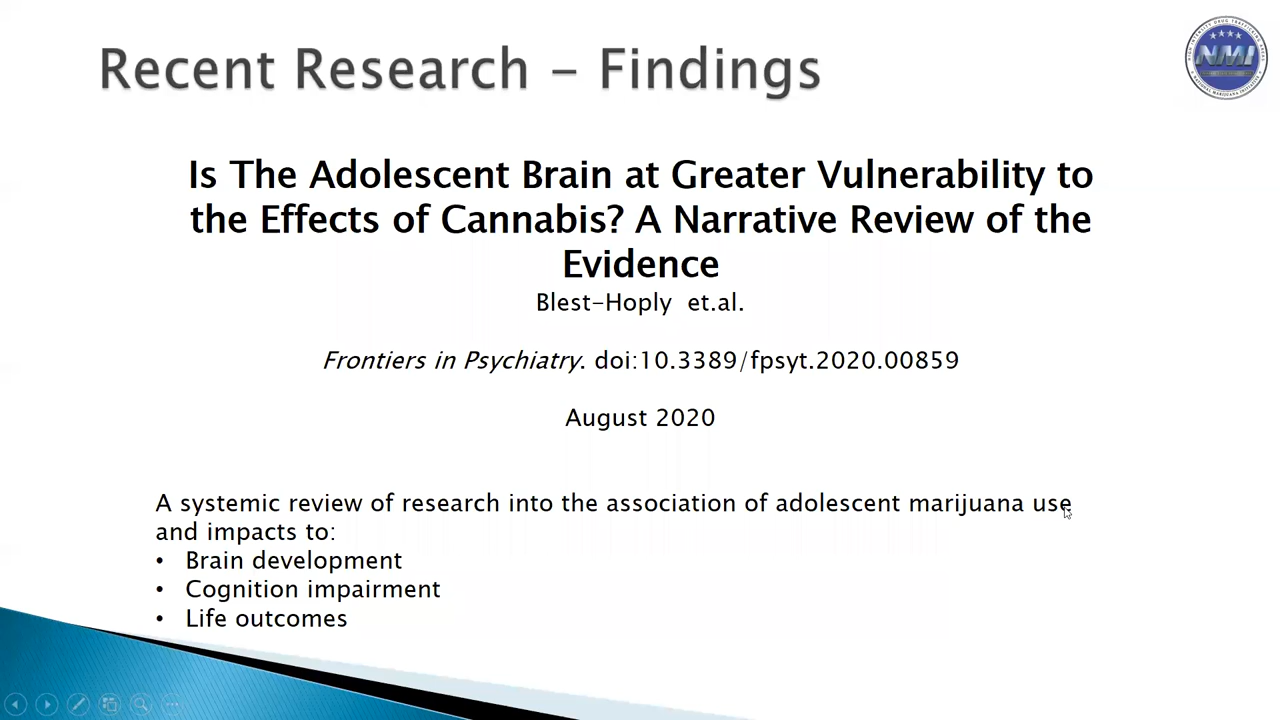 Recent Research – Findings
NMI
Is The Adolescent Brain at Greater Vulnerability to
the Effects of Cannabis? A Narrative Review of the
Evidence
Blest-Hoply et.al.
Frontiers in Psychiatry. doi:10.3389/fpsyt.2020.00859
August 2020
A systemic review of research into the association of adolescent marijuana use
and impacts to:
• Brain development
• Cognition impairment
• Life outcomes